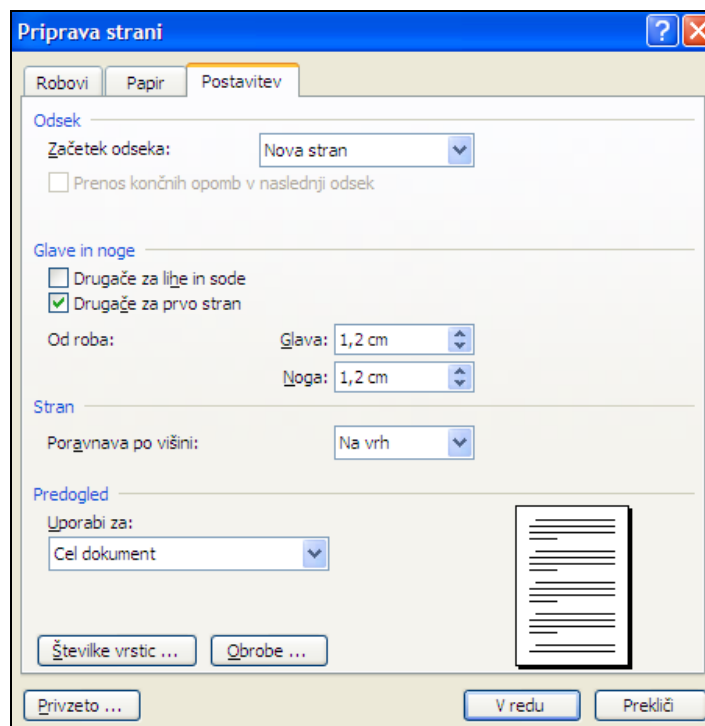 Priprava strani
Robovi Papir Postavitev
Odsek
Začetek odseka: Nova stran
Prenos končnih opomb v naslednji odsek
Glave in noge
Drugače za lihe in sode
Drugače za prvo stran
Od roba: Glava: 1,2 cm
Noga: 1,2 cm
Stran
Poravnava po višini: Na vrh
Predogled
Uporabi za:
Cel dokument
Številke vrstic ... Obrobe ...
Privzeto ... V redu Prekliči